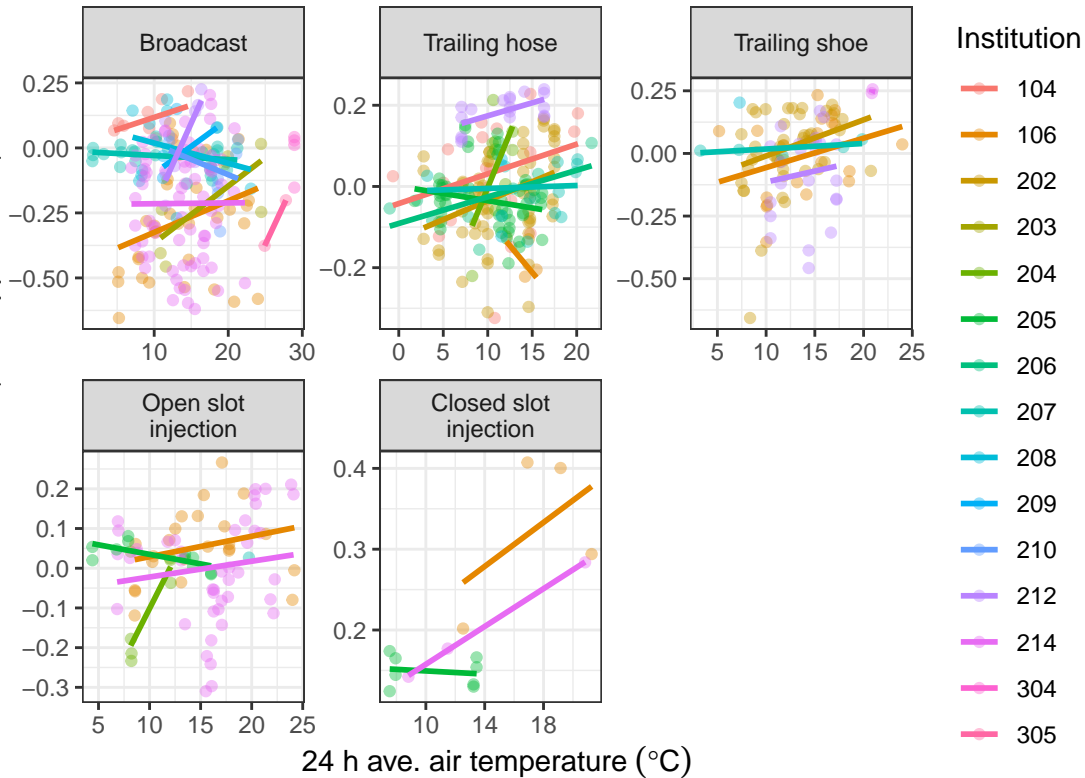 Broadcast
Trailing hose
Trailing shoe
Institution
0.25
0.00
−0.25
−0.50
0.2
0.0
−0.2
0.25
0.00
−0.25
−0.50
10 20 30
0 5 10 15 20
5 10 15 20 25
Open slot
injection
Closed slot
injection
0.2
0.1
0.0
−0.1
−0.2
−0.3
0.4
0.3
0.2
5 10 15 20 25
10 14 18
24 h ave. air temperature (°C)
104
106
202
203
204
205
206
207
208
209
210
212
214
304
305